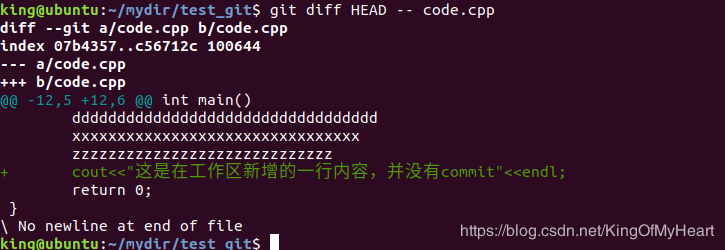 king@ubuntu:~/mydir/test_git$ git diff HEAD -- code.cpp
diff --git a/code.cpp b/code.cpp
index 07b4357..c56712c 100644
--- a/code.cpp
+++ b/code.cpp
@@ -12,5 +12,6 @@ int main()
        dddddddddddddddddddddddddddddddddd
        xxxxxxxxxxxxxxxxxxxxxxxxxxxxxxxx
        zzzzzzzzzzzzzzzzzzzzzzzzzzzzz
+       cout<<"这是在工作区新增的一行内容，并没有commit"<<endl;
        return 0;
 }
\ No newline at end of file
king@ubuntu:~/mydir/test_git$
https://blog.csdn.net/KingOfMyHeart